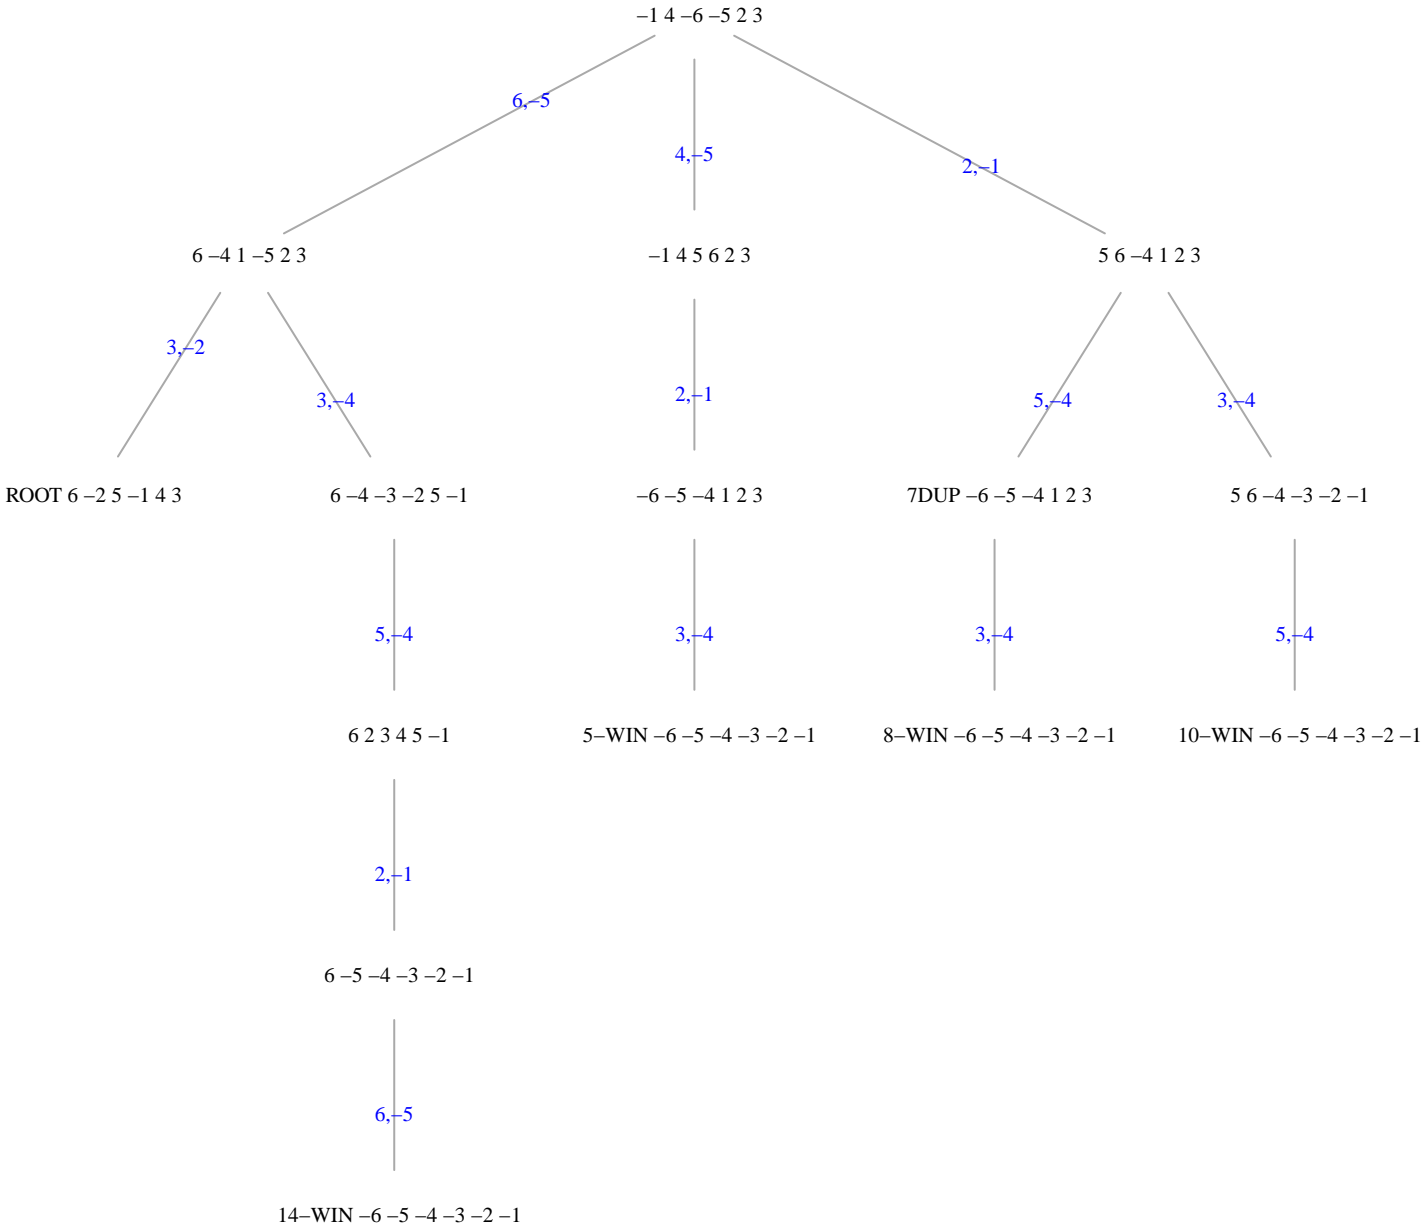 –1 4 –6 –5 2 3
6,–5
4,–5
2,–1
6 –4 1 –5 2 3
–1 4 5 6 2 3
5 6 –4 1 2 3
3,–2
3,–4
2,–1
5,–4
3,–4
ROOT 6 –2 5 –1 4 3
6 –4 –3 –2 5 –1
–6 –5 –4 1 2 3
7DUP –6 –5 –4 1 2 3
5 6 –4 –3 –2 –1
5,–4
3,–4
3,–4
5,–4
6 2 3 4 5 –1
5–WIN –6 –5 –4 –3 –2 –1
8–WIN –6 –5 –4 –3 –2 –1
10–WIN –6 –5 –4 –3 –2 –1
2,–1
6 –5 –4 –3 –2 –1
6,–5
14–WIN –6 –5 –4 –3 –2 –1